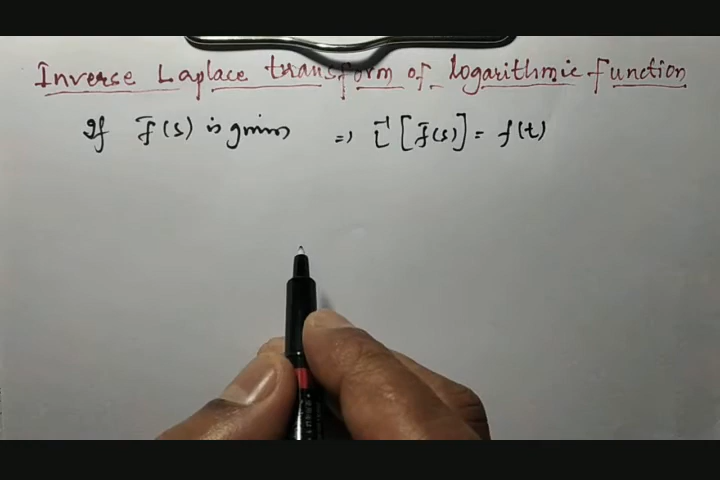 Inverse Laplace transform of logarithmic function
If f̄(s) is given ⇒ L⁻¹[f̄(s)] = f(t)